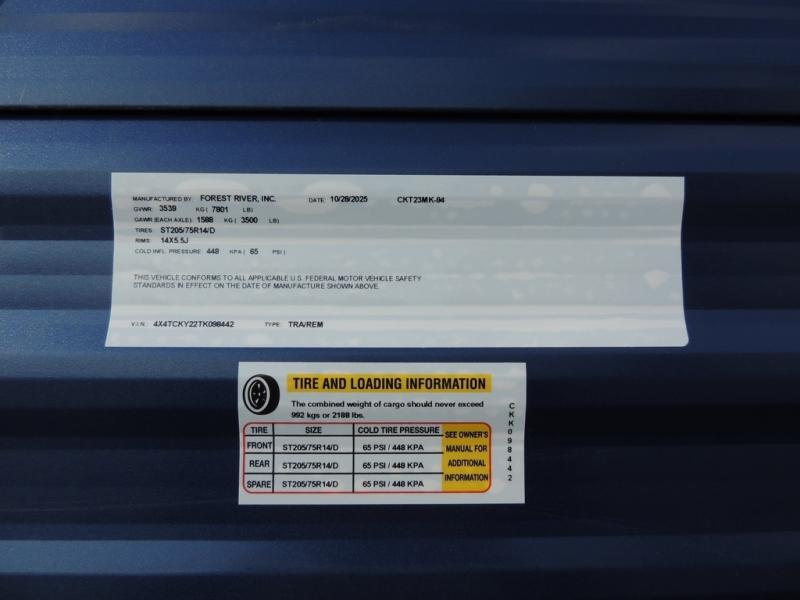 MANUFACTURED BY: FOREST RIVER, INC. DATE: 10/28/2025 CKT23MK-94
GVWR: 3539 KG ( 7801 LB)
GAWR (EACH AXLE): 1588 KG ( 3500 LB)
TIRES: ST205/75R14/D
RIMS: 14X5.5J
COLD INFL. PRESSURE: 448 KPA ( 65 PSI )
THIS VEHICLE CONFORMS TO ALL APPLICABLE U.S. FEDERAL MOTOR VEHICLE SAFETY
STANDARDS IN EFFECT ON THE DATE OF MANUFACTURE SHOWN ABOVE.
V.I.N.: 4X4TCKY22TK098442 TYPE: TRA/REM
TIRE AND LOADING INFORMATION
The combined weight of cargo should never exceed
992 kgs or 2188 lbs.
TIRE SIZE COLD TIRE PRESSURE
FRONT ST205/75R14/D 65 PSI / 448 KPA
REAR ST205/75R14/D 65 PSI / 448 KPA
SPARE ST205/75R14/D 65 PSI / 448 KPA
SEE OWNER'S
MANUAL FOR
ADDITIONAL
INFORMATION
CKK098442